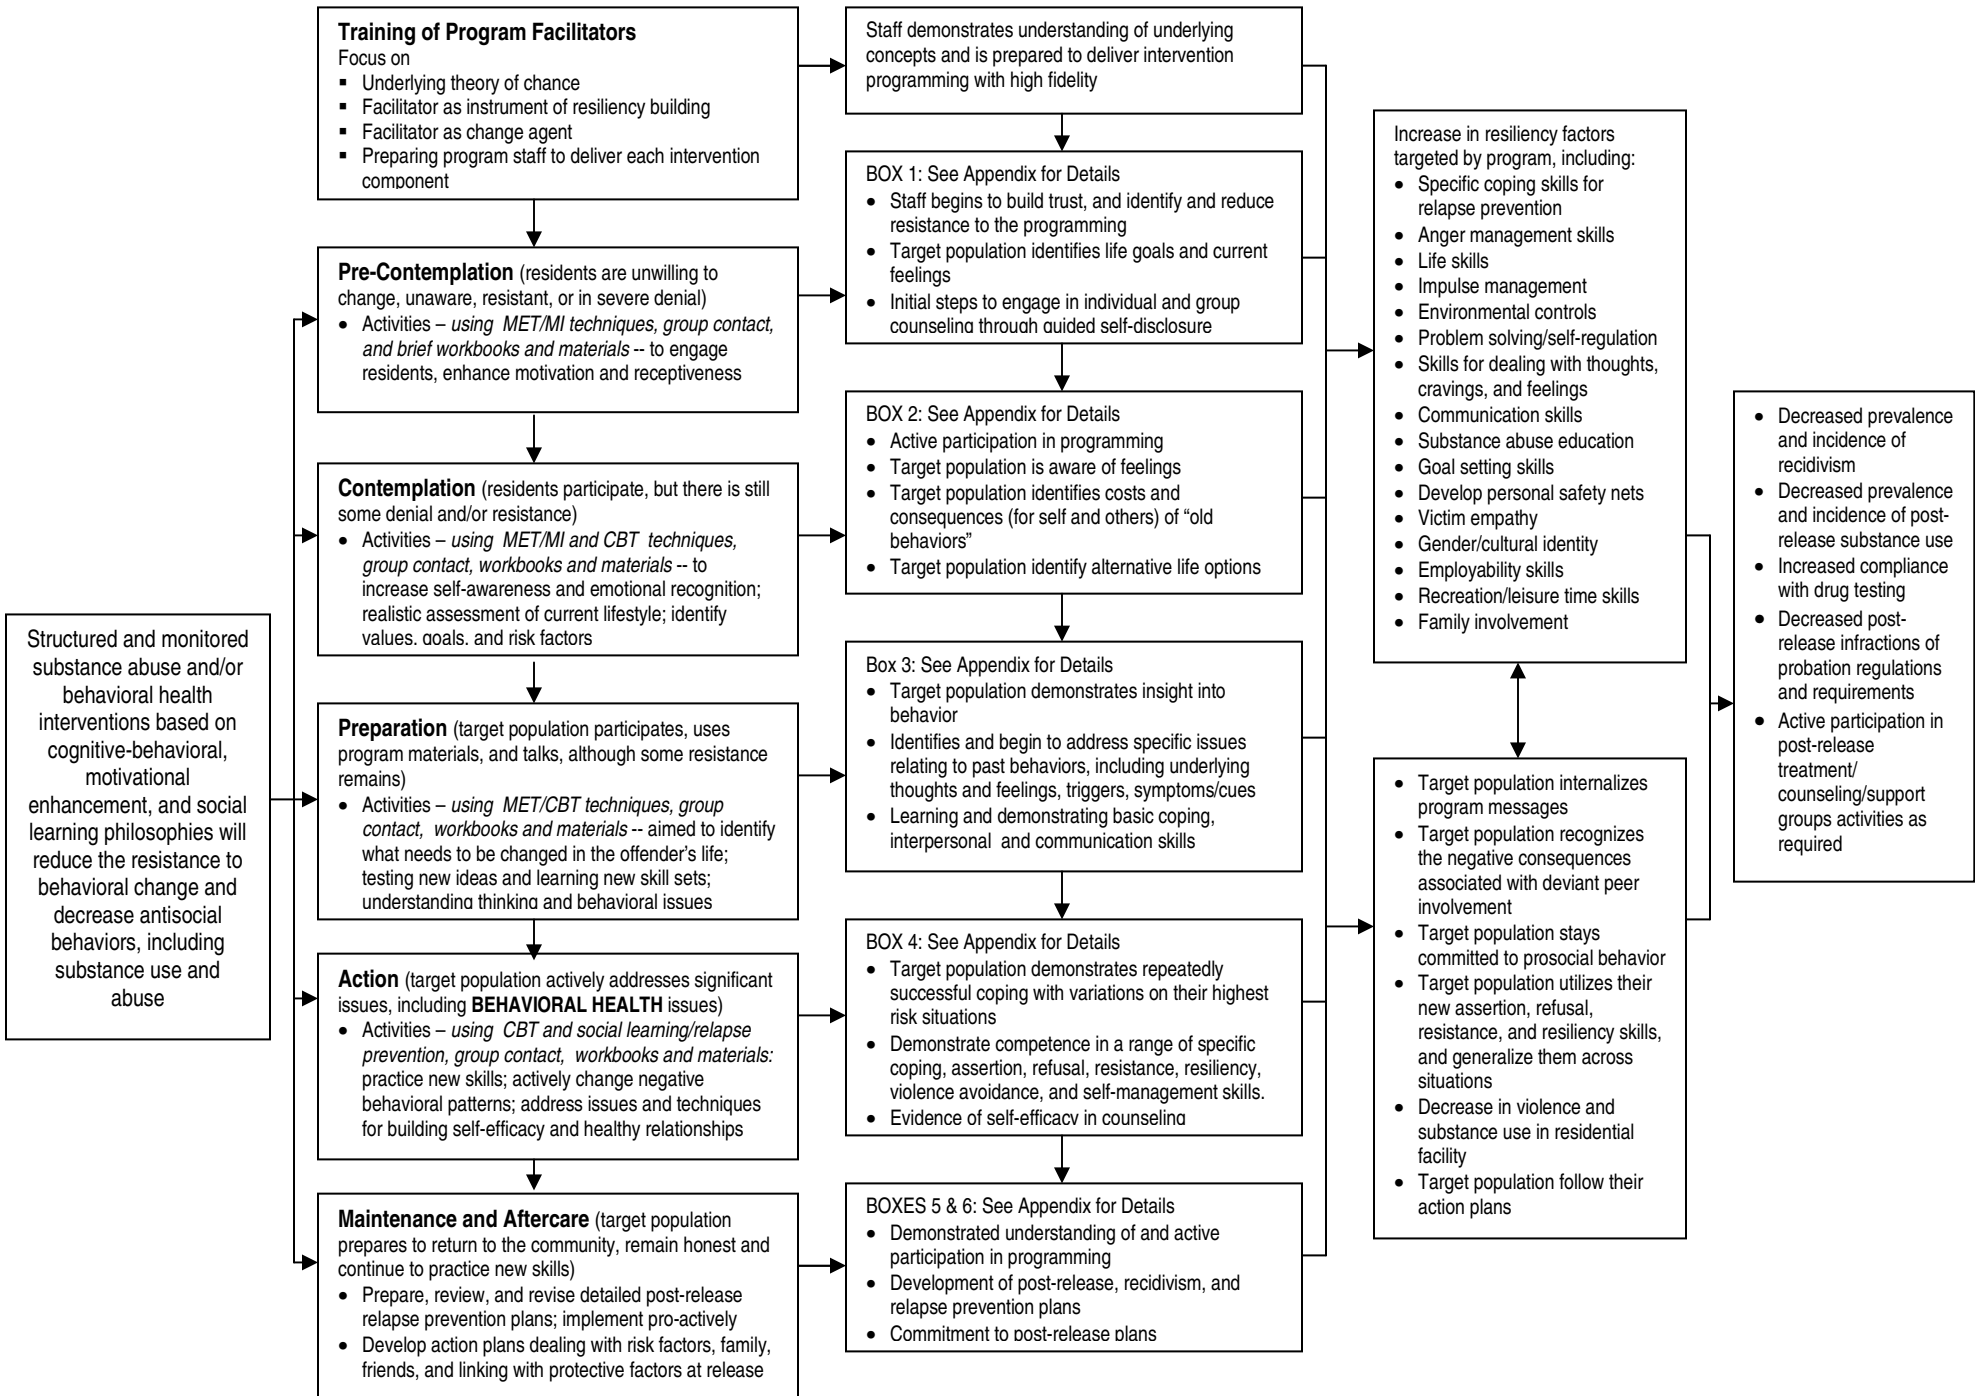 Structured and monitored
substance abuse and/or
behavioral health
interventions based on
cognitive-behavioral,
motivational
enhancement, and social
learning philosophies will
reduce the resistance to
behavioral change and
decrease antisocial
behaviors, including
substance use and
abuse
Training of Program Facilitators
Focus on
▪ Underlying theory of chance
▪ Facilitator as instrument of resiliency building
▪ Facilitator as change agent
▪ Preparing program staff to deliver each intervention
component
Pre-Contemplation (residents are unwilling to
change, unaware, resistant, or in severe denial)
• Activities – using MET/MI techniques, group contact,
and brief workbooks and materials -- to engage
residents, enhance motivation and receptiveness
Contemplation (residents participate, but there is still
some denial and/or resistance)
• Activities – using MET/MI and CBT techniques,
group contact, workbooks and materials -- to
increase self-awareness and emotional recognition;
realistic assessment of current lifestyle; identify
values, goals, and risk factors
Preparation (target population participates, uses
program materials, and talks, although some resistance
remains)
• Activities – using MET/CBT techniques, group
contact, workbooks and materials -- aimed to identify
what needs to be changed in the offender's life;
testing new ideas and learning new skill sets;
understanding thinking and behavioral issues
Action (target population actively addresses significant
issues, including BEHAVIORAL HEALTH issues)
• Activities – using CBT and social learning/relapse
prevention, group contact, workbooks and materials:
practice new skills; actively change negative
behavioral patterns; address issues and techniques
for building self-efficacy and healthy relationships
Maintenance and Aftercare (target population
prepares to return to the community, remain honest and
continue to practice new skills)
• Prepare, review, and revise detailed post-release
relapse prevention plans; implement pro-actively
• Develop action plans dealing with risk factors, family,
friends, and linking with protective factors at release
Staff demonstrates understanding of underlying
concepts and is prepared to deliver intervention
programming with high fidelity
BOX 1: See Appendix for Details
• Staff begins to build trust, and identify and reduce
resistance to the programming
• Target population identifies life goals and current
feelings
• Initial steps to engage in individual and group
counseling through guided self-disclosure
BOX 2: See Appendix for Details
• Active participation in programming
• Target population is aware of feelings
• Target population identifies costs and
consequences (for self and others) of “old
behaviors”
• Target population identify alternative life options
Box 3: See Appendix for Details
• Target population demonstrates insight into
behavior
• Identifies and begin to address specific issues
relating to past behaviors, including underlying
thoughts and feelings, triggers, symptoms/cues
• Learning and demonstrating basic coping,
interpersonal and communication skills
BOX 4: See Appendix for Details
• Target population demonstrates repeatedly
successful coping with variations on their highest
risk situations
• Demonstrate competence in a range of specific
coping, assertion, refusal, resistance, resiliency,
violence avoidance, and self-management skills.
• Evidence of self-efficacy in counseling
BOXES 5 & 6: See Appendix for Details
• Demonstrated understanding of and active
participation in programming
• Development of post-release, recidivism, and
relapse prevention plans
• Commitment to post-release plans
Increase in resiliency factors
targeted by program, including:
• Specific coping skills for
relapse prevention
• Anger management skills
• Life skills
• Impulse management
• Environmental controls
• Problem solving/self-regulation
• Skills for dealing with thoughts,
cravings, and feelings
• Communication skills
• Substance abuse education
• Goal setting skills
• Develop personal safety nets
• Victim empathy
• Gender/cultural identity
• Employability skills
• Recreation/leisure time skills
• Family involvement
• Target population internalizes
program messages
• Target population recognizes
the negative consequences
associated with deviant peer
involvement
• Target population stays
committed to prosocial behavior
• Target population utilizes their
new assertion, refusal,
resistance, and resiliency skills,
and generalize them across
situations
• Decrease in violence and
substance use in residential
facility
• Target population follow their
action plans
• Decreased prevalence
and incidence of
recidivism
• Decreased prevalence
and incidence of post-
release substance use
• Increased compliance
with drug testing
• Decreased post-
release infractions of
probation regulations
and requirements
• Active participation in
post-release
treatment/
counseling/support
groups activities as
required